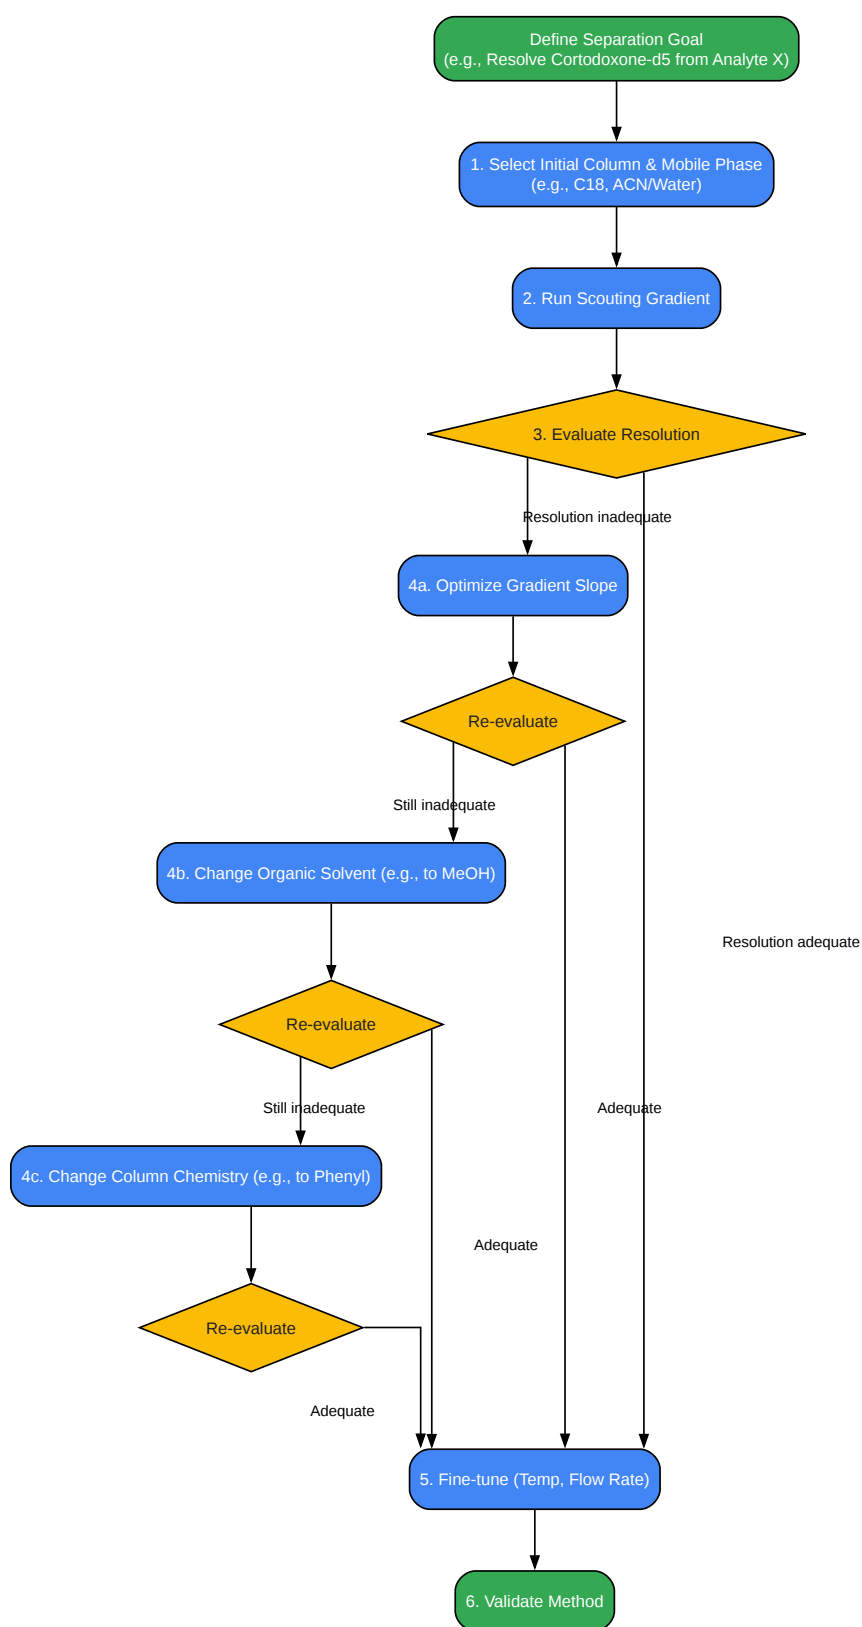 Define Separation Goal
(e.g., Resolve Cortodoxone-d5 from Analyte X)
1. Select Initial Column & Mobile Phase
(e.g., C18, ACN/Water)
2. Run Scouting Gradient
3. Evaluate Resolution
Resolution inadequate
4a. Optimize Gradient Slope
Re-evaluate
Still inadequate
4b. Change Organic Solvent (e.g., to MeOH)
Resolution adequate
Re-evaluate
Still inadequate
Adequate
4c. Change Column Chemistry (e.g., to Phenyl)
Adequate
Re-evaluate
Adequate
5. Fine-tune (Temp, Flow Rate)
6. Validate Method